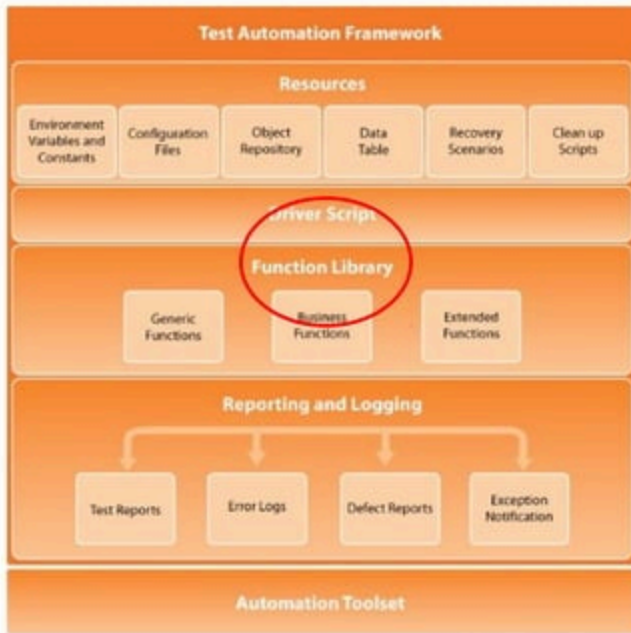 Test Automation Framework
Resources
Environment
Variables and
Constants
Configuration
Files
Object
Repository
Data
Table
Recovery
Scenarios
Clean up
Scripts
Driver Script
Function Library
Generic
Functions
Business
Functions
Extended
Functions
Reporting and Logging
Test Reports
Error Logs
Defect Reports
Exception
Notification
Automation Toolset